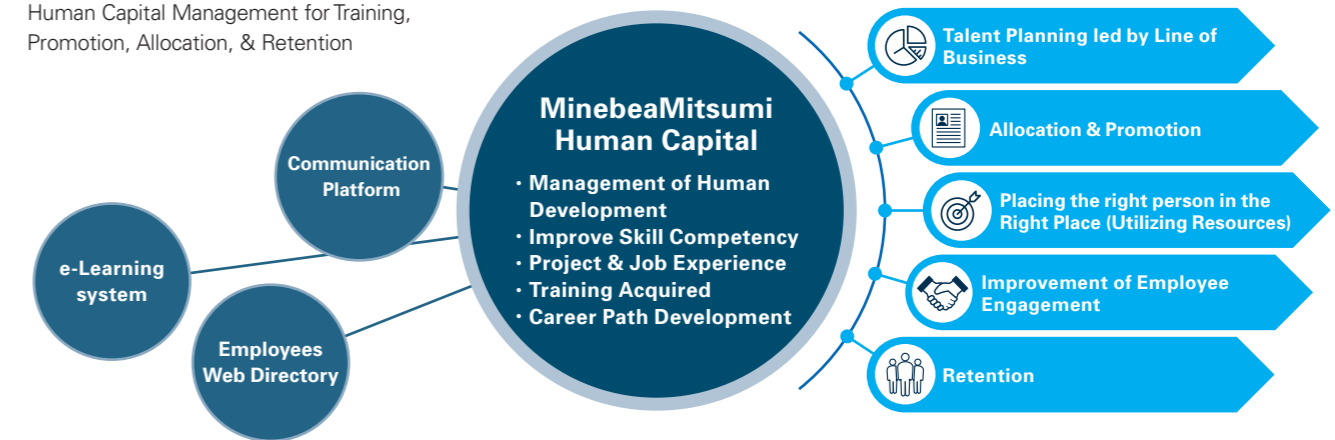 Human Capital Management for Training,
Promotion, Allocation, & Retention
Communication
Platform
e-Learning
system
Employees
Web Directory
MinebeaMitsumi
Human Capital
・Management of Human
Development
・Improve Skill Competency
・Project & Job Experience
・Training Acquired
・Career Path Development
Talent Planning led by Line of
Business
Allocation & Promotion
Placing the right person in the
Right Place (Utilizing Resources)
Improvement of Employee
Engagement
Retention